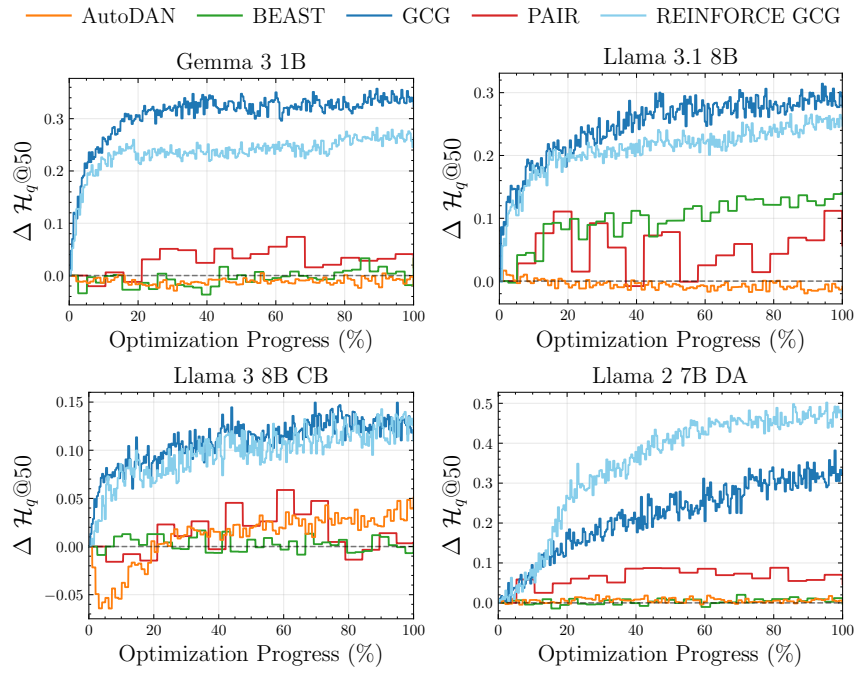 AutoDAN BEAST GCG PAIR REINFORCE GCG
Gemma 3 1B
Δ ℋq@50
0.3
0.2
0.1
0.0
0 20 40 60 80 100
Optimization Progress (%)
Llama 3.1 8B
Δ ℋq@50
0.3
0.2
0.1
0.0
0 20 40 60 80 100
Optimization Progress (%)
Llama 3 8B CB
Δ ℋq@50
0.15
0.10
0.05
0.00
−0.05
0 20 40 60 80 100
Optimization Progress (%)
Llama 2 7B DA
Δ ℋq@50
0.5
0.4
0.3
0.2
0.1
0.0
0 20 40 60 80 100
Optimization Progress (%)